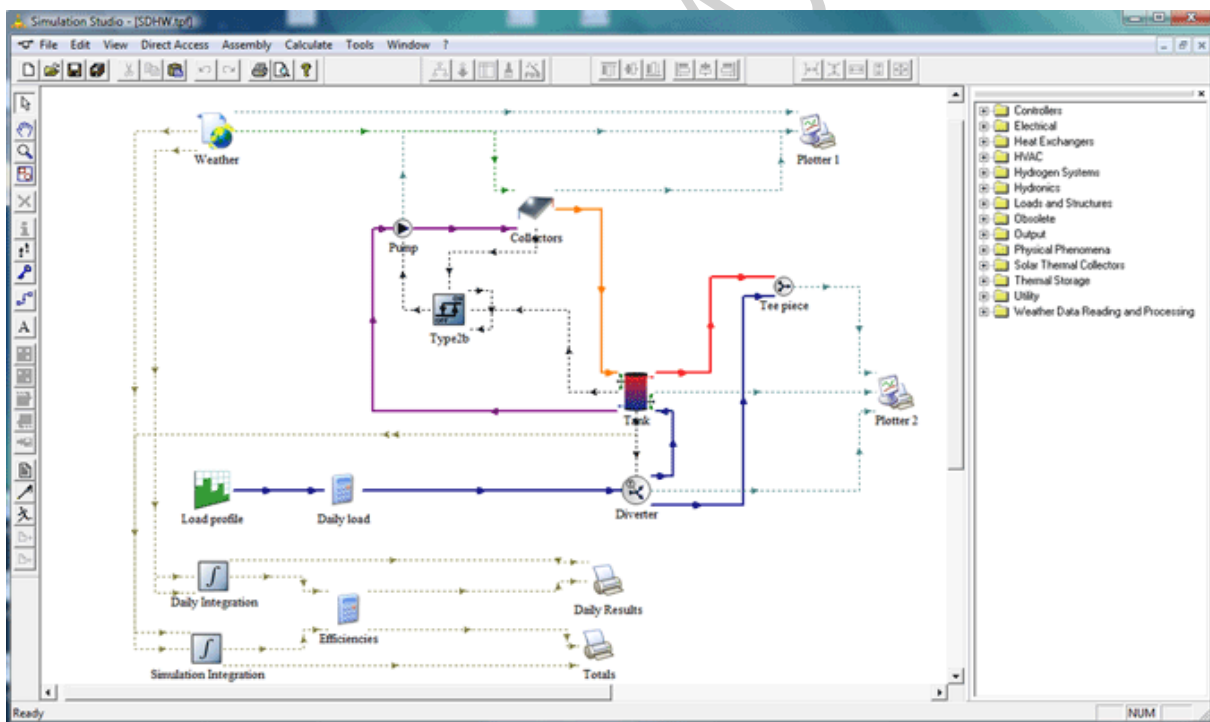 Simulation Studio - [SDHW.tpf]
File Edit View Direct Access Assembly Calculate Tools Window ?
Weather
Plotter 1
Collectors
Pump
Type2b
Tee piece
Tank
Plotter 2
Load profile
Daily load
Diverter
Daily Integration
Efficiencies
Daily Results
Simulation Integration
Totals
Controllers
Electrical
Heat Exchangers
HVAC
Hydrogen Systems
Hydronics
Loads and Structures
Obsolete
Output
Physical Phenomena
Solar Thermal Collectors
Thermal Storage
Utility
Weather Data Reading and Processing
Ready
NUM